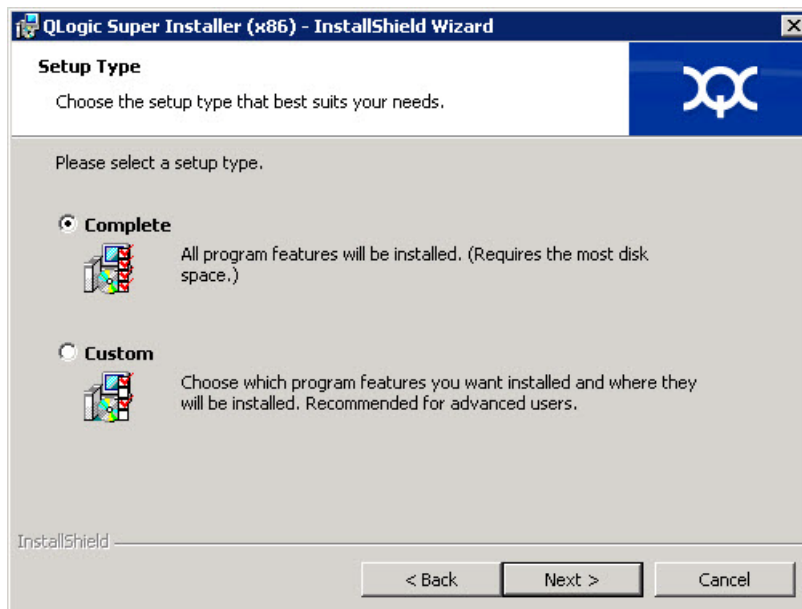 QLogic Super Installer (x86) - InstallShield Wizard
Setup Type
Choose the setup type that best suits your needs.
Please select a setup type.
Complete
All program features will be installed. (Requires the most disk
space.)
Custom
Choose which program features you want installed and where they
will be installed. Recommended for advanced users.
InstallShield
< Back
Next >
Cancel